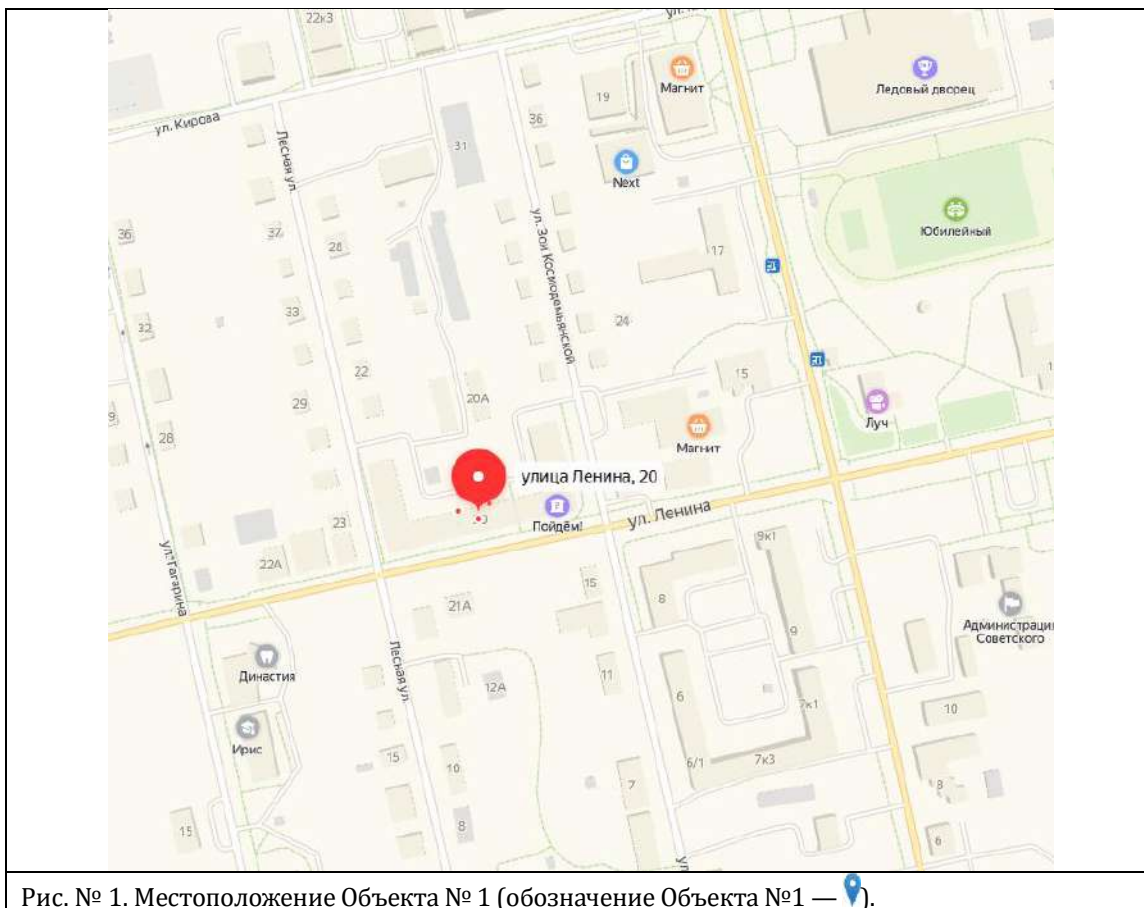 22к3
ул. Кирова
Лесная ул.
31
36
19
Магнит
Ледовый дворец
Next
Юбилейный
36
37
28
ул. Зои Космодемьянской
17
33
32
24
22
15
29
20А
28
Луч
Магнит
улица Ленина, 20
Пойдём!
ул. Ленина
23
9к1
22А
ул. Гагарина
15
21А
8
9
Администрация
Советского
Династия
Лесная ул.
12А
11
6
7к1
10
Ирис
15
10
6/1
7к3
7
8
8
15
6
Рис. № 1. Местоположение Объекта № 1 (обозначение Объекта №1 — ).